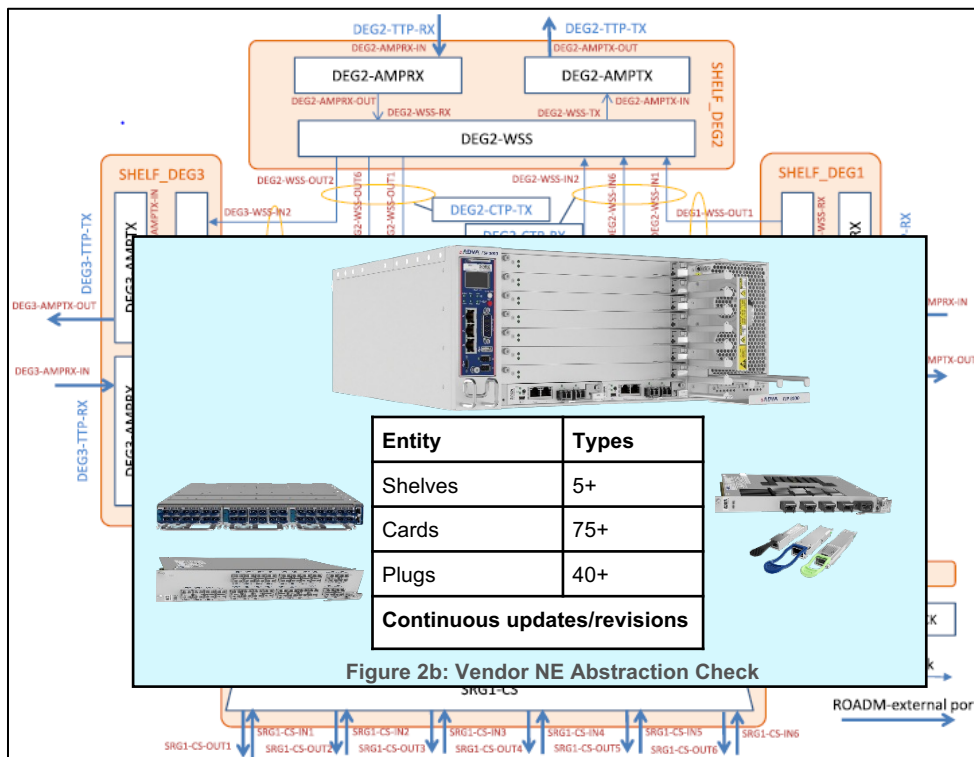 DEG2-TTP-RX
DEG2-TTP-TX
DEG2-AMPRX-IN
DEG2-AMPTX-OUT
DEG2-AMPRX
DEG2-AMPTX
SHELF_DEG2
DEG2-AMPRX-OUT
DEG2-AMPTX-IN
DEG2-WSS-RX
DEG2-WSS-TX
DEG2-WSS
SHELF_DEG3
SHELF_DEG1
DEG2-WSS-OUT2
DEG2-WSS-OUT1
DEG2-WSS-IN2
DEG2-WSS-IN6
DEG2-WSS-IN1
DEG3-WSS-IN2
DEG2-CTP-TX
DEG1-WSS-OUT1
DEG2-CTP-RX
DEG3-TTP-TX
DEG3-AMPTX
DEG3-AMPTX-OUT
DEG3-AMPRX-IN
DEG3-TTP-RX
DEG3-AMPRX
ADVA
Entity Types
Shelves 5+
Cards 75+
Plugs 40+
Continuous updates/revisions
Figure 2b: Vendor NE Abstraction Check
SRG1-CS
ROADM-external port
SRG1-CS-IN1 SRG1-CS-IN2 SRG1-CS-IN3 SRG1-CS-IN4 SRG1-CS-IN5 SRG1-CS-IN6
SRG1-CS-OUT1 SRG1-CS-OUT2 SRG1-CS-OUT3 SRG1-CS-OUT4 SRG1-CS-OUT5 SRG1-CS-OUT6